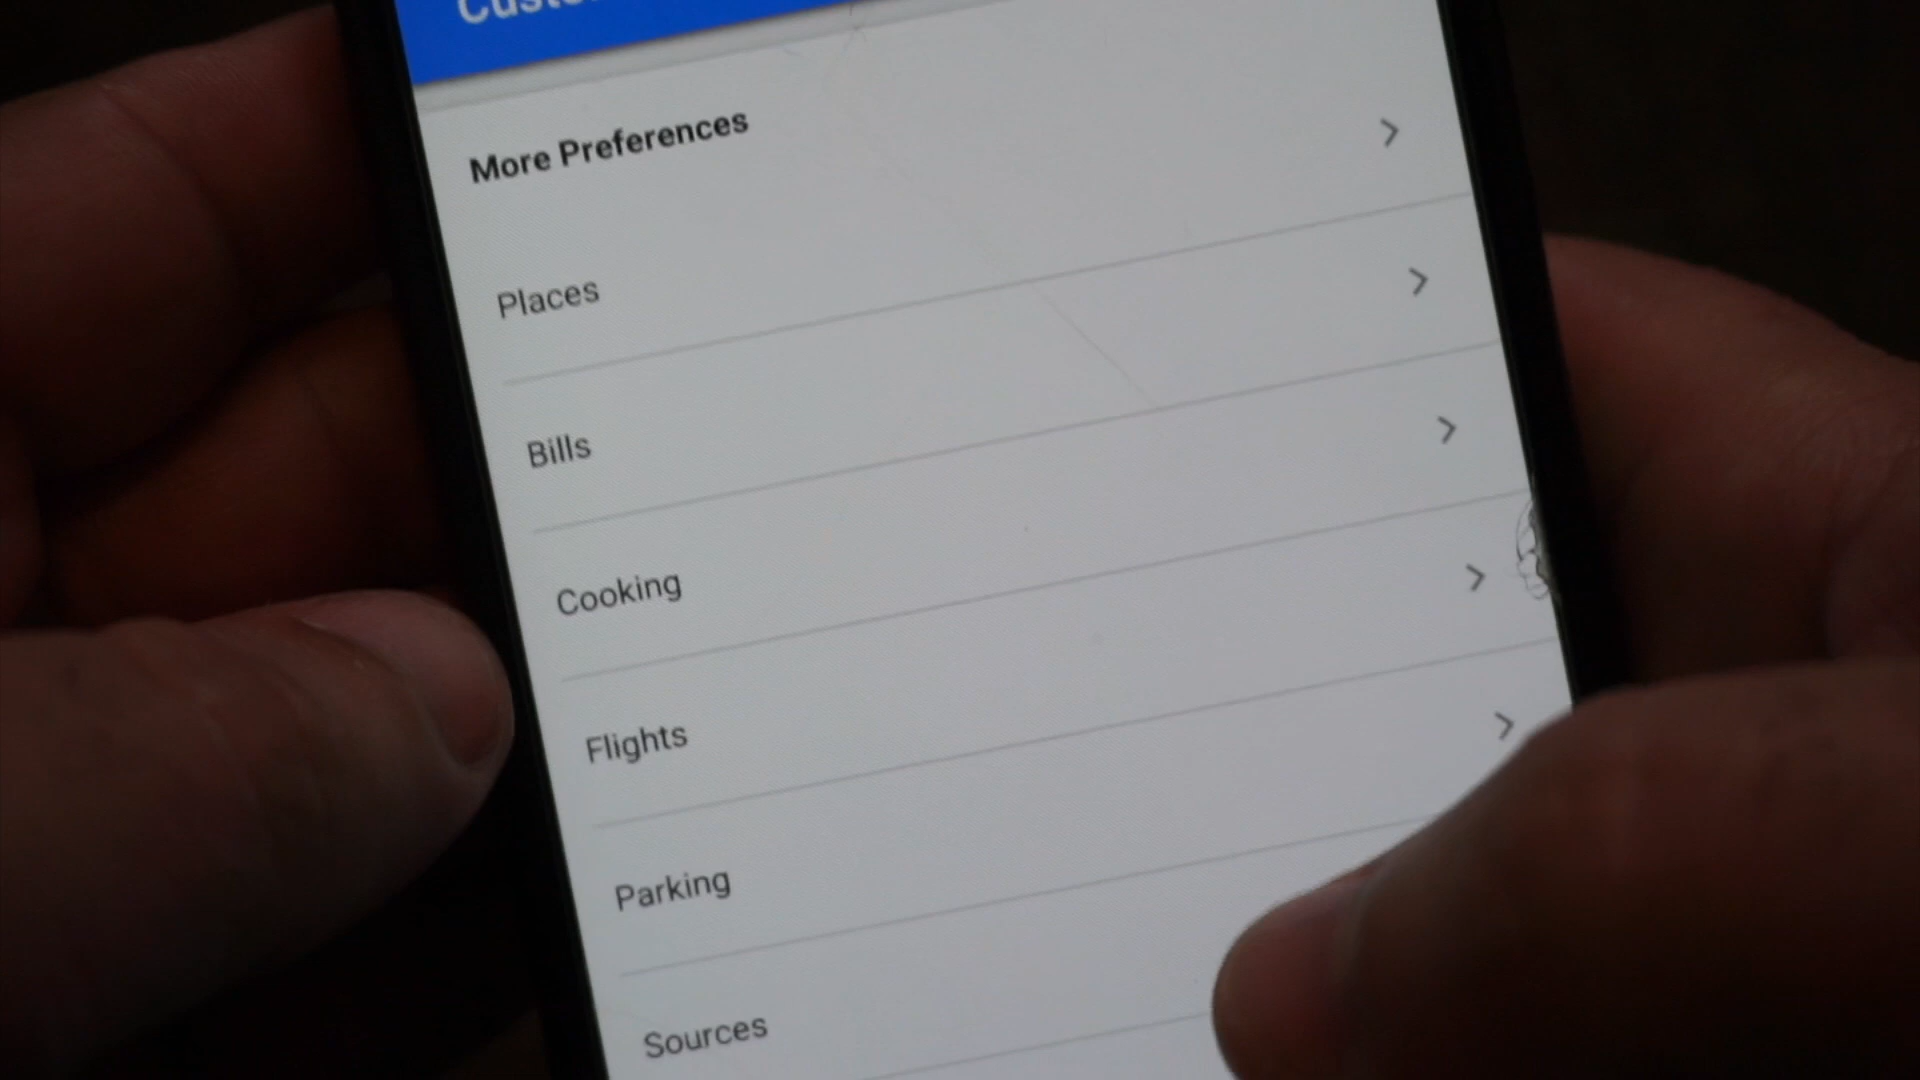 More Preferences
Places
Bills
Cooking
Flights
Parking
Sources